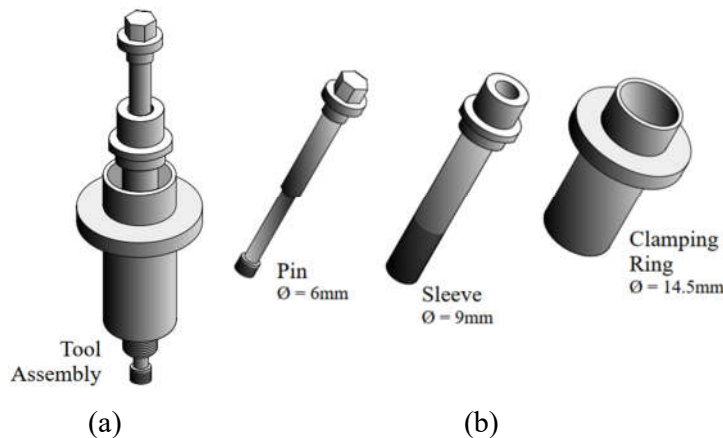 Tool
Assembly
Pin
Ø = 6mm
Sleeve
Ø = 9mm
Clamping
Ring
Ø = 14.5mm
(a)
(b)